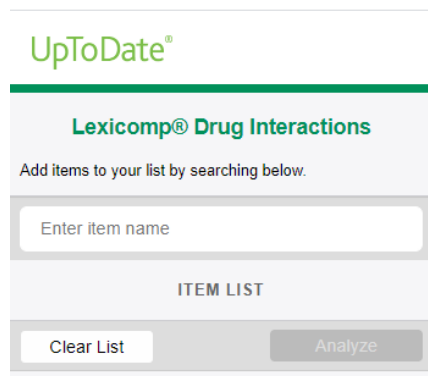 UpToDate®
Lexicomp® Drug Interactions
Add items to your list by searching below.
Enter item name
ITEM LIST
Clear List
Analyze